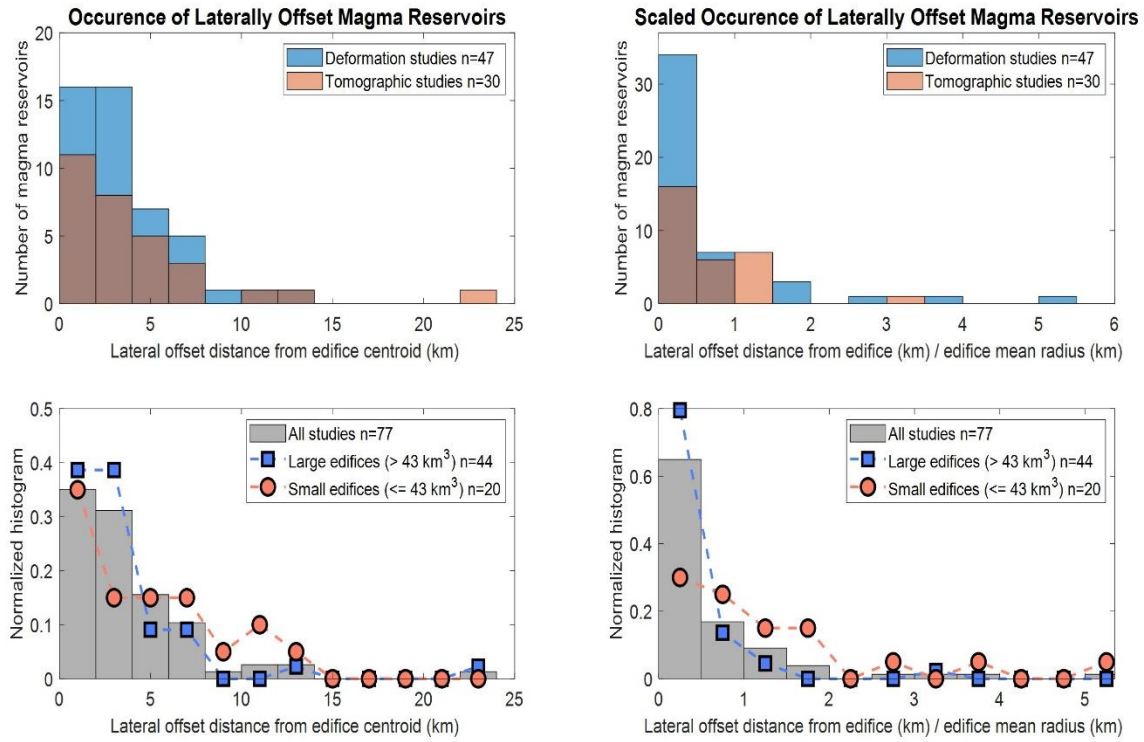 Occurence of Laterally Offset Magma Reservoirs
20
15
10
5
0
Number of magma reservoirs
Deformation studies n=47
Tomographic studies n=30
0 5 10 15 20 25
Lateral offset distance from edifice centroid (km)
Scaled Occurence of Laterally Offset Magma Reservoirs
30
20
10
0
Number of magma reservoirs
Deformation studies n=47
Tomographic studies n=30
0 1 2 3 4 5 6
Lateral offset distance from edifice (km) / edifice mean radius (km)
0.5
0.4
0.3
0.2
0.1
0
Normalized histogram
All studies n=77
Large edifices (> 43 km³) n=44
Small edifices (<= 43 km³) n=20
0 5 10 15 20 25
Lateral offset distance from edifice centroid (km)
0.8
0.6
0.4
0.2
0
Normalized histogram
All studies n=77
Large edifices (> 43 km³) n=44
Small edifices (<= 43 km³) n=20
0 1 2 3 4 5
Lateral offset distance from edifice (km) / edifice mean radius (km)